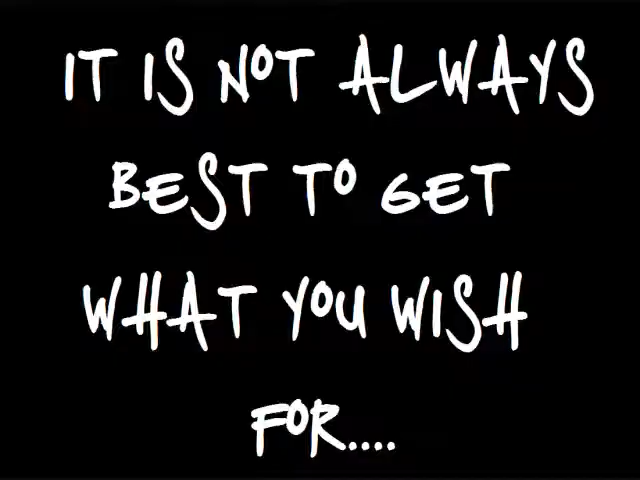 IT IS NOT ALWAYS
BEST TO GET
WHAT YOU WISH
FOR....